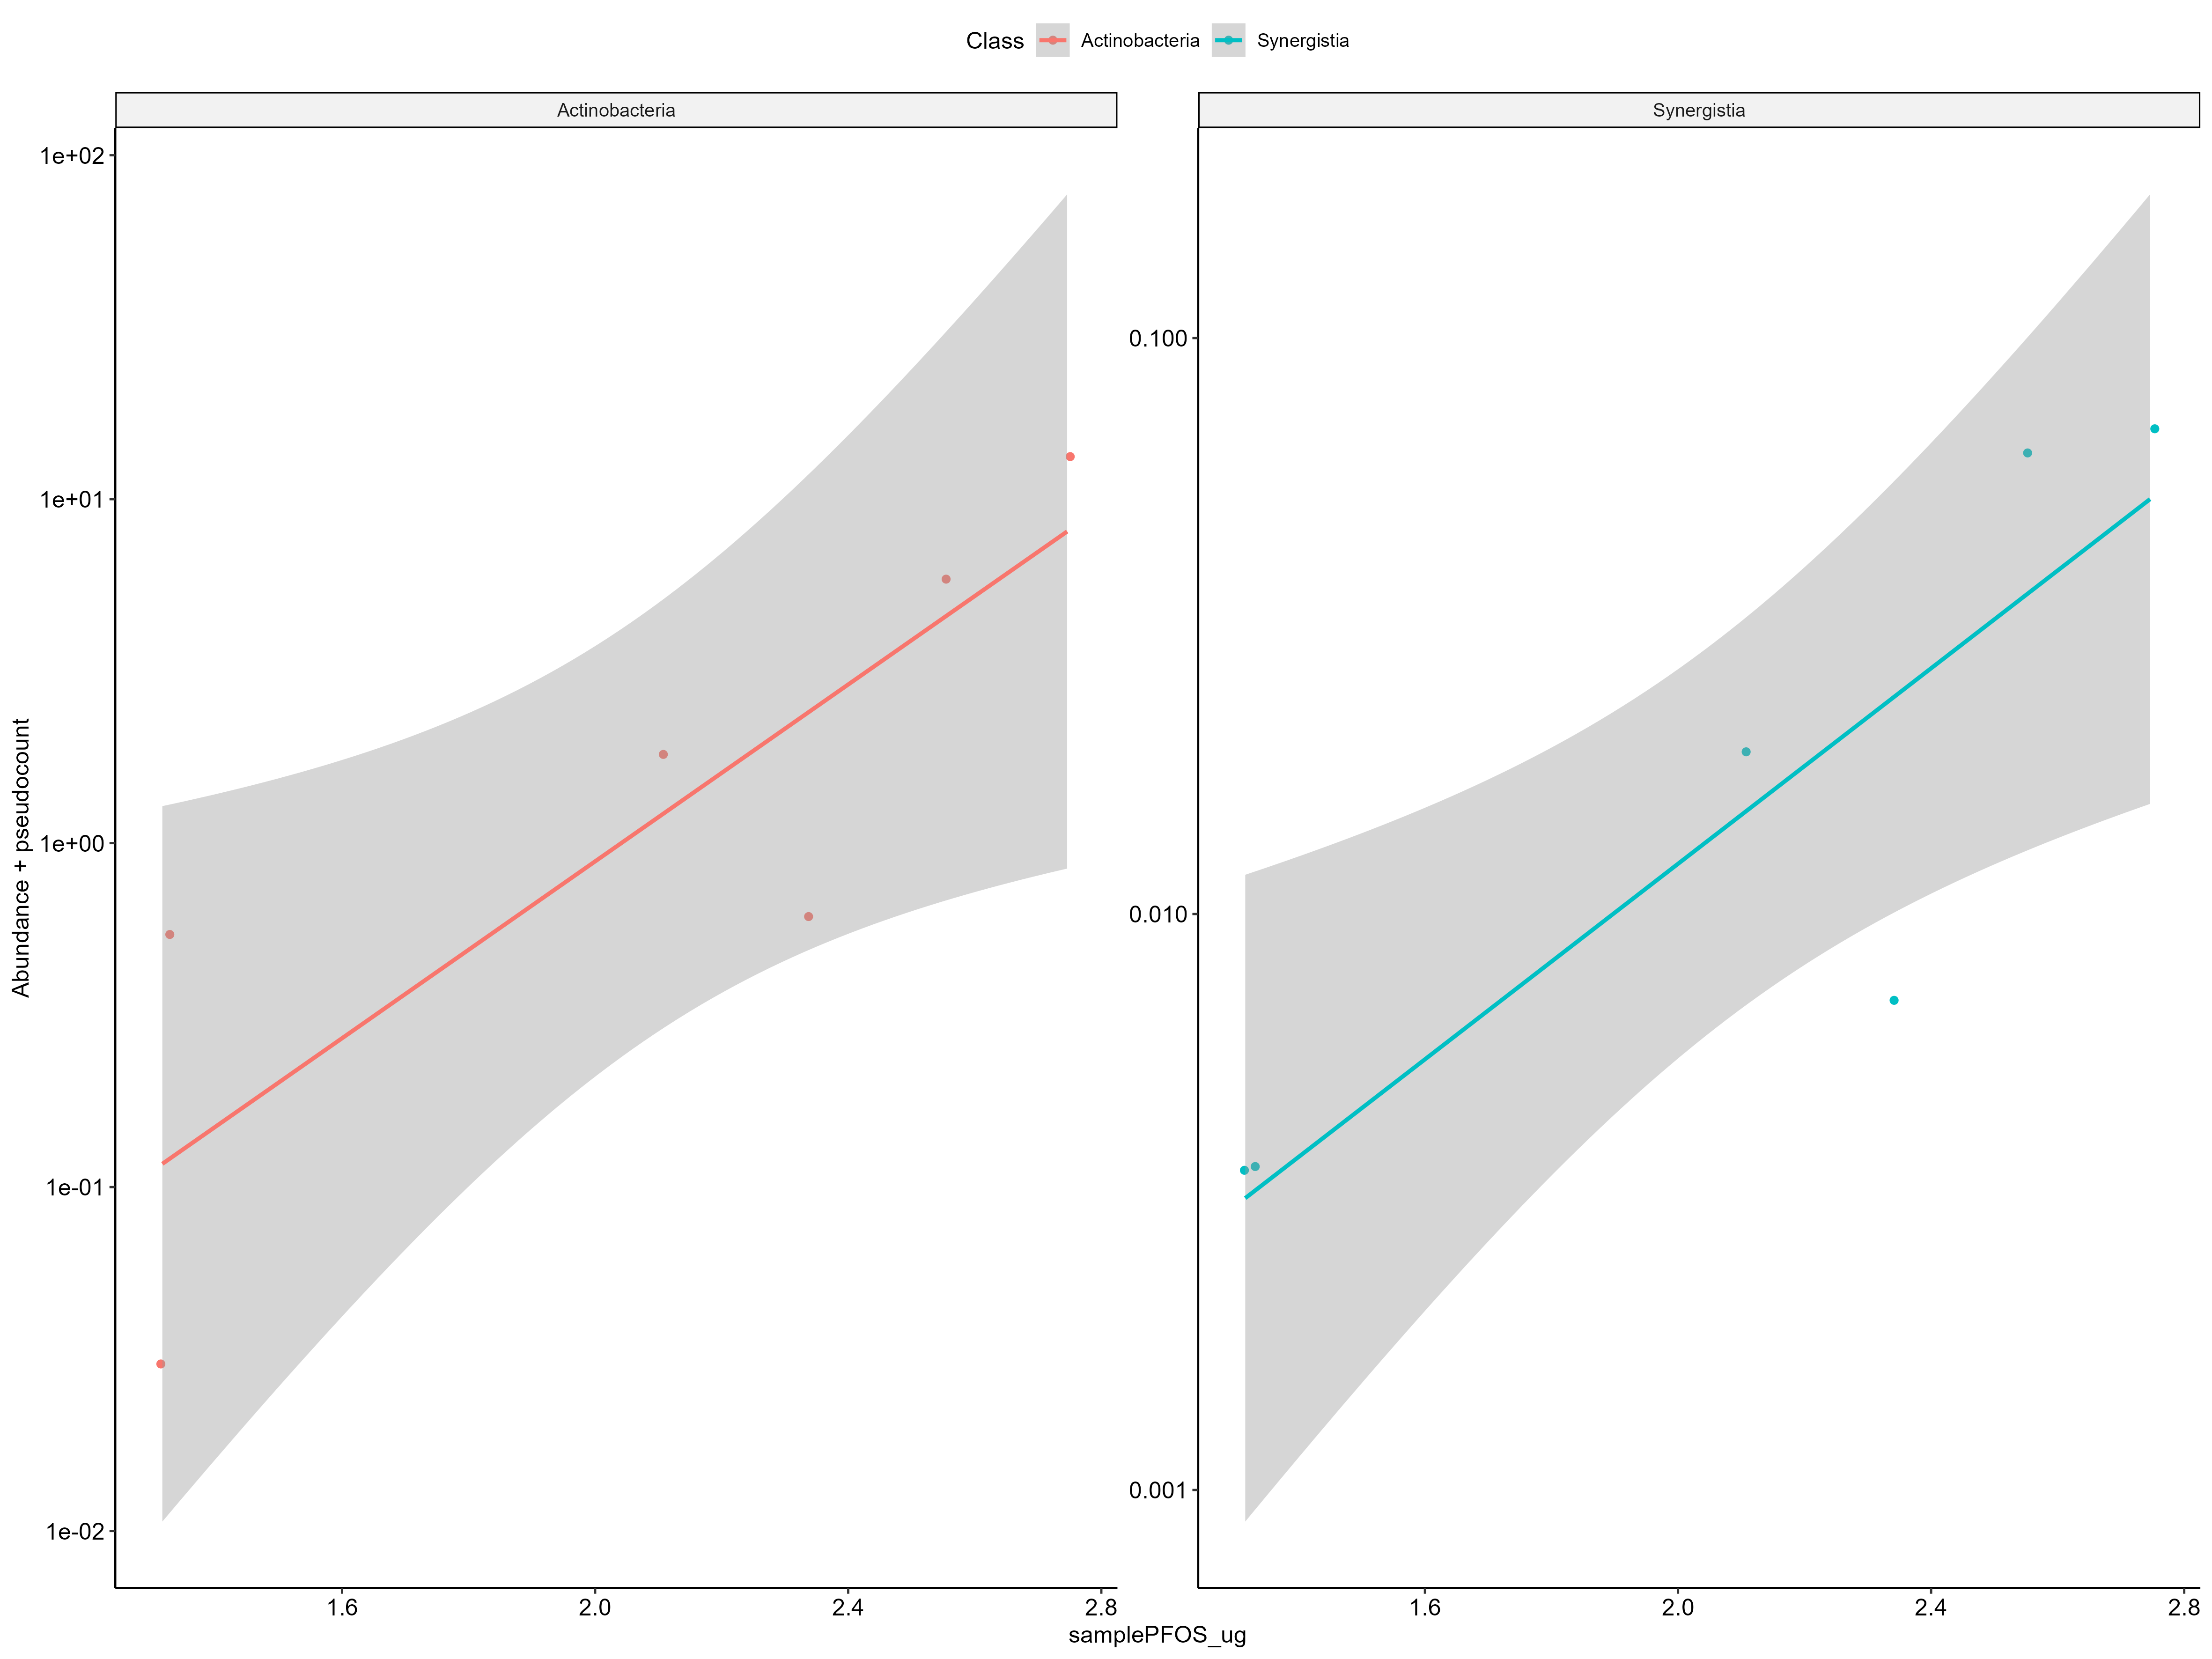 Class Actinobacteria Synergistia
Actinobacteria
Synergistia
Abundance + pseudocount
1e+02
1e+01
1e+00
1e-01
1e-02
0.100
0.010
0.001
1.6 2.0 2.4 2.8
1.6 2.0 2.4 2.8
samplePFOS_ug